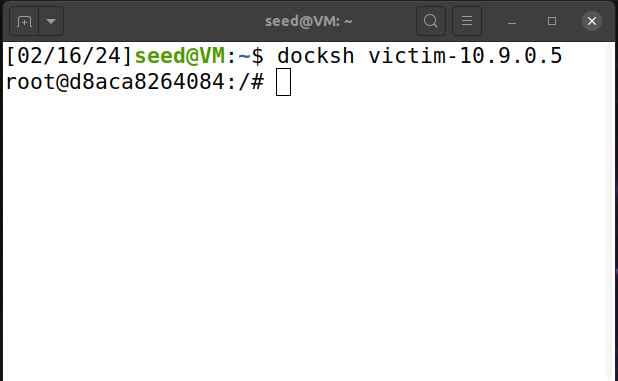 seed@VM: ~
[02/16/24]seed@VM:~$ docksh victim-10.9.0.5
root@d8aca8264084:/#